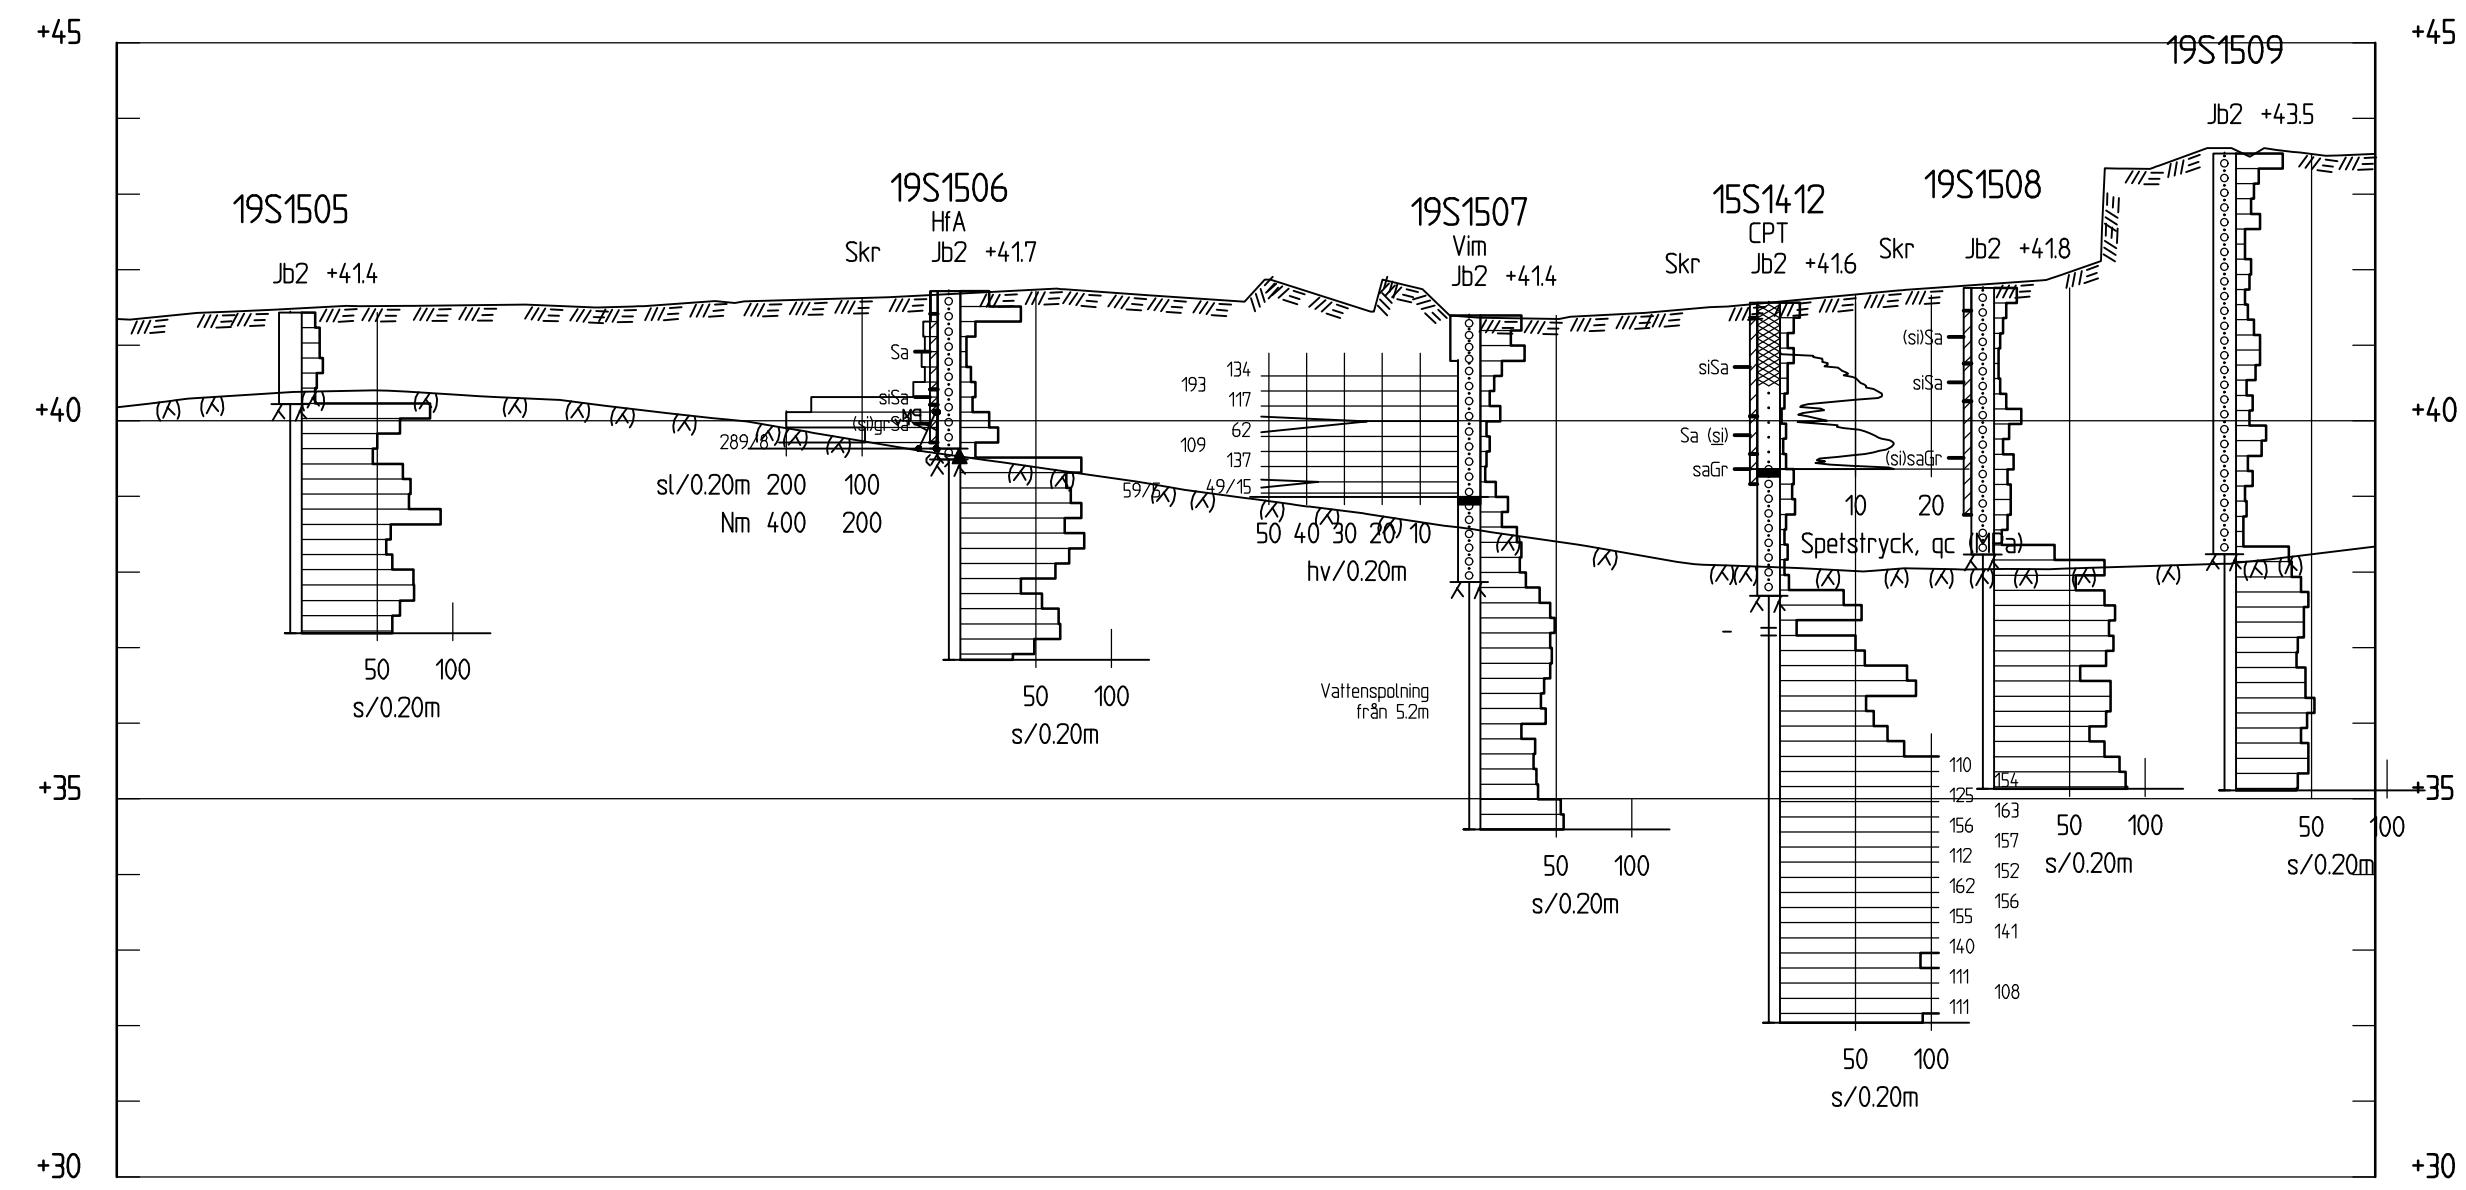 +45
+45
19S1509
Jb2 +43.5
19S1505
Jb2 +41.4
19S1506
HfA
Skr
Jb2 +41.7
19S1507
Vim
Jb2 +41.4
15S1412
CPT
Skr
Jb2 +41.6
19S1508
Skr
Jb2 +41.8
+40
+40
Sa
siSa
(si)grSa
289/8
sl/0.20m 200 100
Nm 400 200
134
193
117
62
109
137
49/15
50 40 30 20 10
hv/0.20m
siSa
Sa (si)
saGr
10 20
Spetstryck, qc (MPa)
(si)Sa
siSa
(si)saGr
50 100
s/0.20m
50 100
s/0.20m
Vattenspolning
från 5.2m
50 100
s/0.20m
110
154
125
163
156
157
112
152
162
156
155
141
140
111
108
111
50 100
s/0.20m
50 100
s/0.20m
50 100
s/0.20m
+35
+35
+30
+30